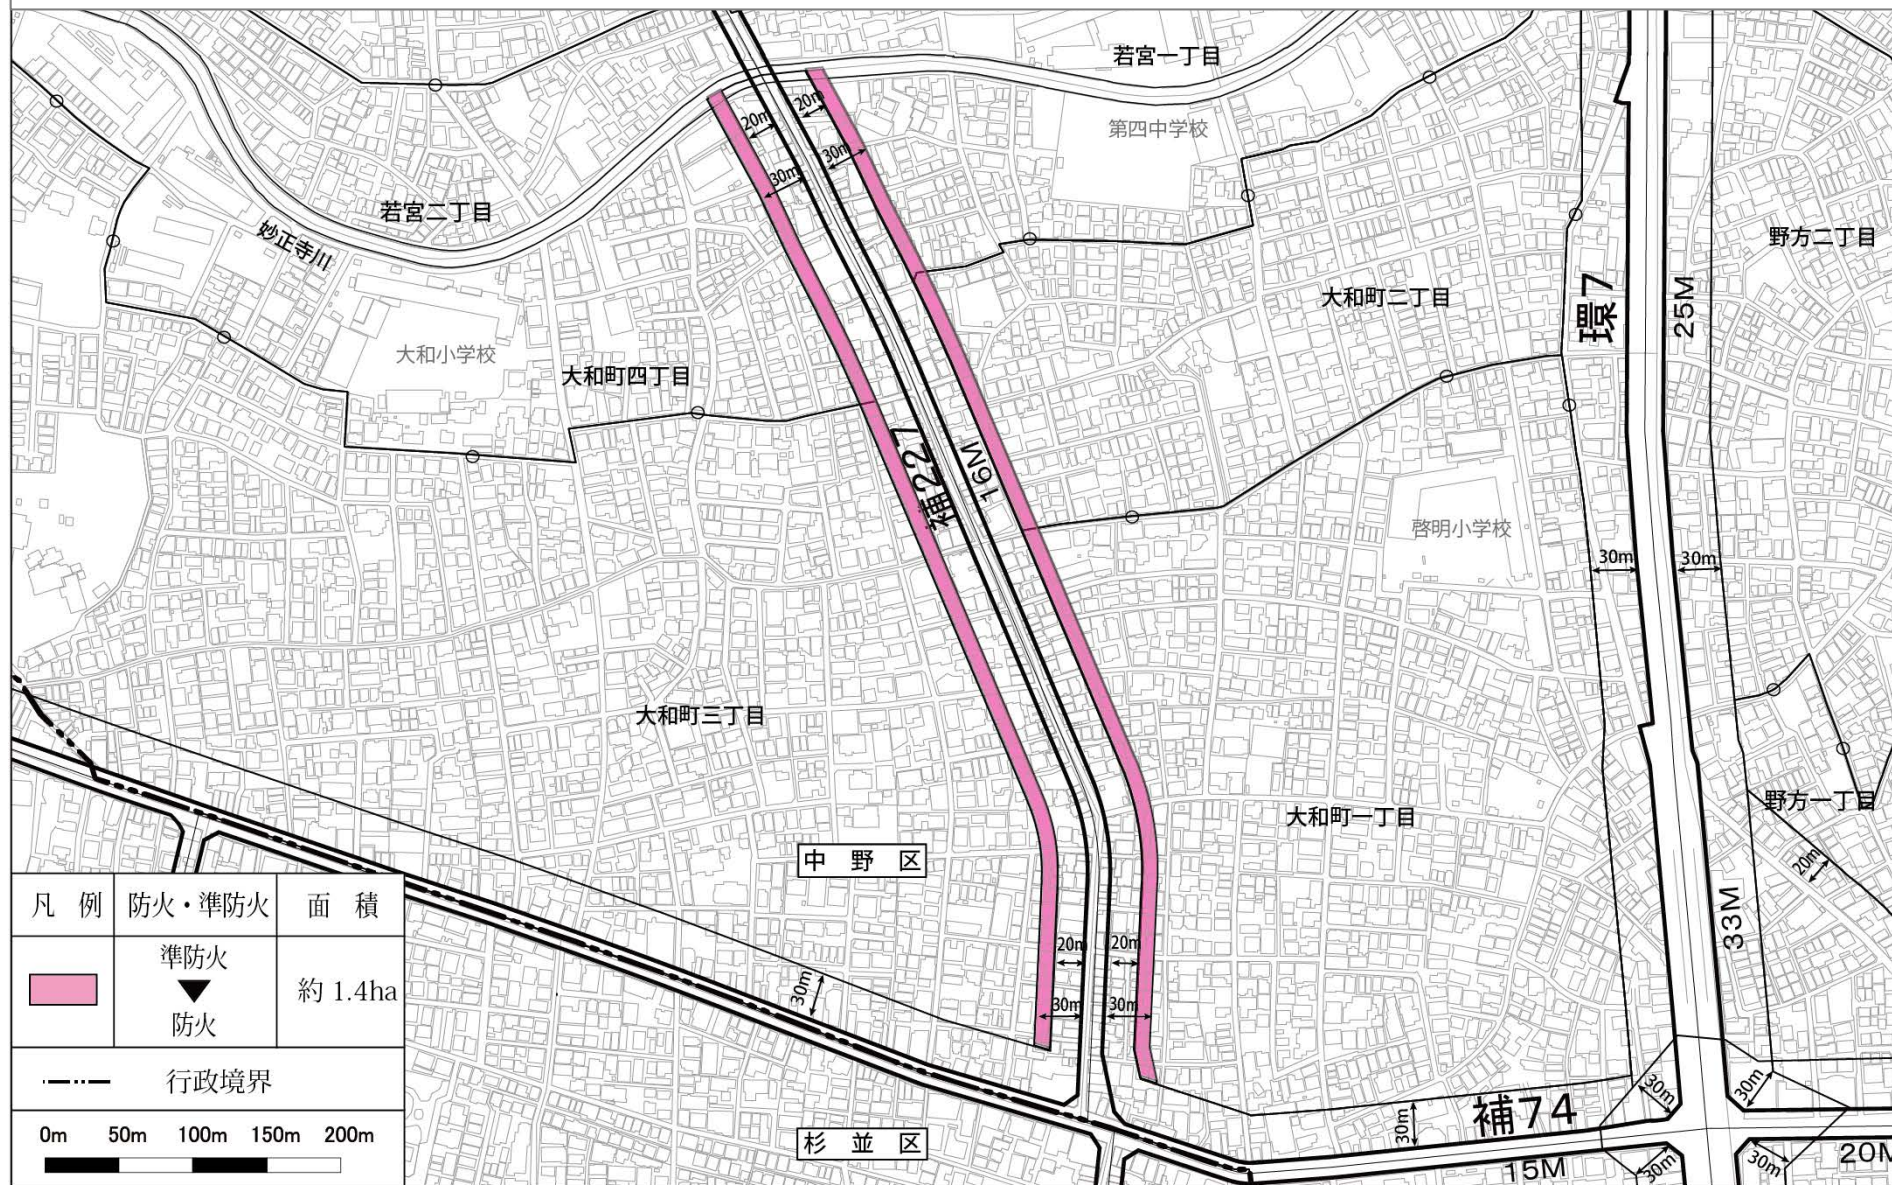 若宮一丁目
20m
20m
第四中学校
30m
30m
若宮二丁目
妙正寺川
野方二丁目
大和町二丁目
環7
25M
大和小学校
大和町四丁目
補227
16M
啓明小学校
30m
30m
大和町三丁目
野方一丁目
大和町一丁目
中 野 区
20m
33M
20m
20m
30m
30m
30m
凡 例
防火・準防火
面 積
準防火
▼
防火
約 1.4ha
行政境界
0m 50m 100m 150m 200m
30m
30m
30m
補74
杉 並 区
15M
30m
30m
20M